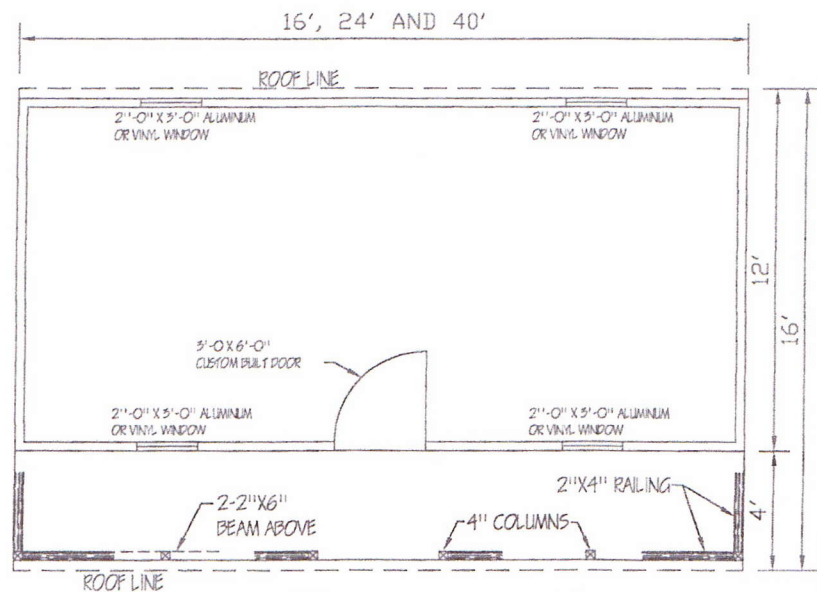 16', 24' AND 40'
ROOF LINE
2"-0" X 3'-0" ALUMINUM
OR VINYL WINDOW
2"-0" X 3'-0" ALUMINUM
OR VINYL WINDOW
12'
16'
3'-0 X 6'-0"
CUSTOM BUILT DOOR
2"-0" X 3'-0" ALUMINUM
OR VINYL WINDOW
2"-0" X 3'-0" ALUMINUM
OR VINYL WINDOW
2-2"X6"
BEAM ABOVE
4" COLUMNS
2"X4" RAILING
4'
ROOF LINE